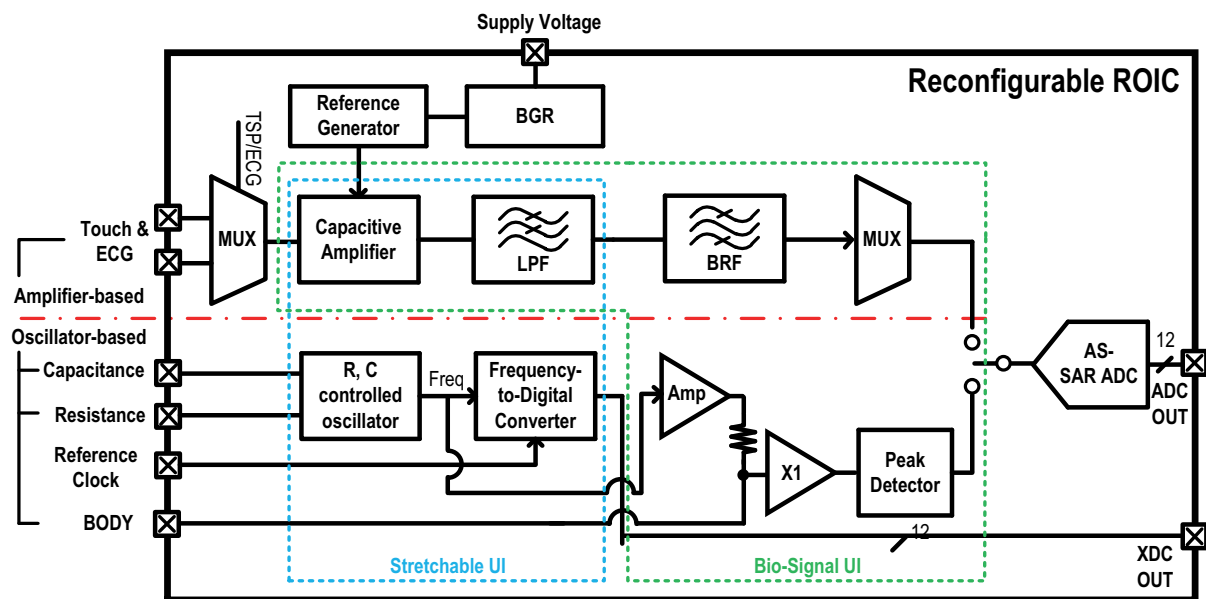 Supply Voltage
Reconfigurable ROIC
Reference
Generator
BGR
TSP/ECG
Touch &
ECG
MUX
Capacitive
Amplifier
LPF
BRF
MUX
Amplifier-based
Oscillator-based
Capacitance
Resistance
Reference
Clock
BODY
R, C
controlled
oscillator
Freq
Frequency-
to-Digital
Converter
Amp
X1
Peak
Detector
AS-
SAR ADC
12
ADC
OUT
12
XDC
OUT
Stretchable UI
Bio-Signal UI